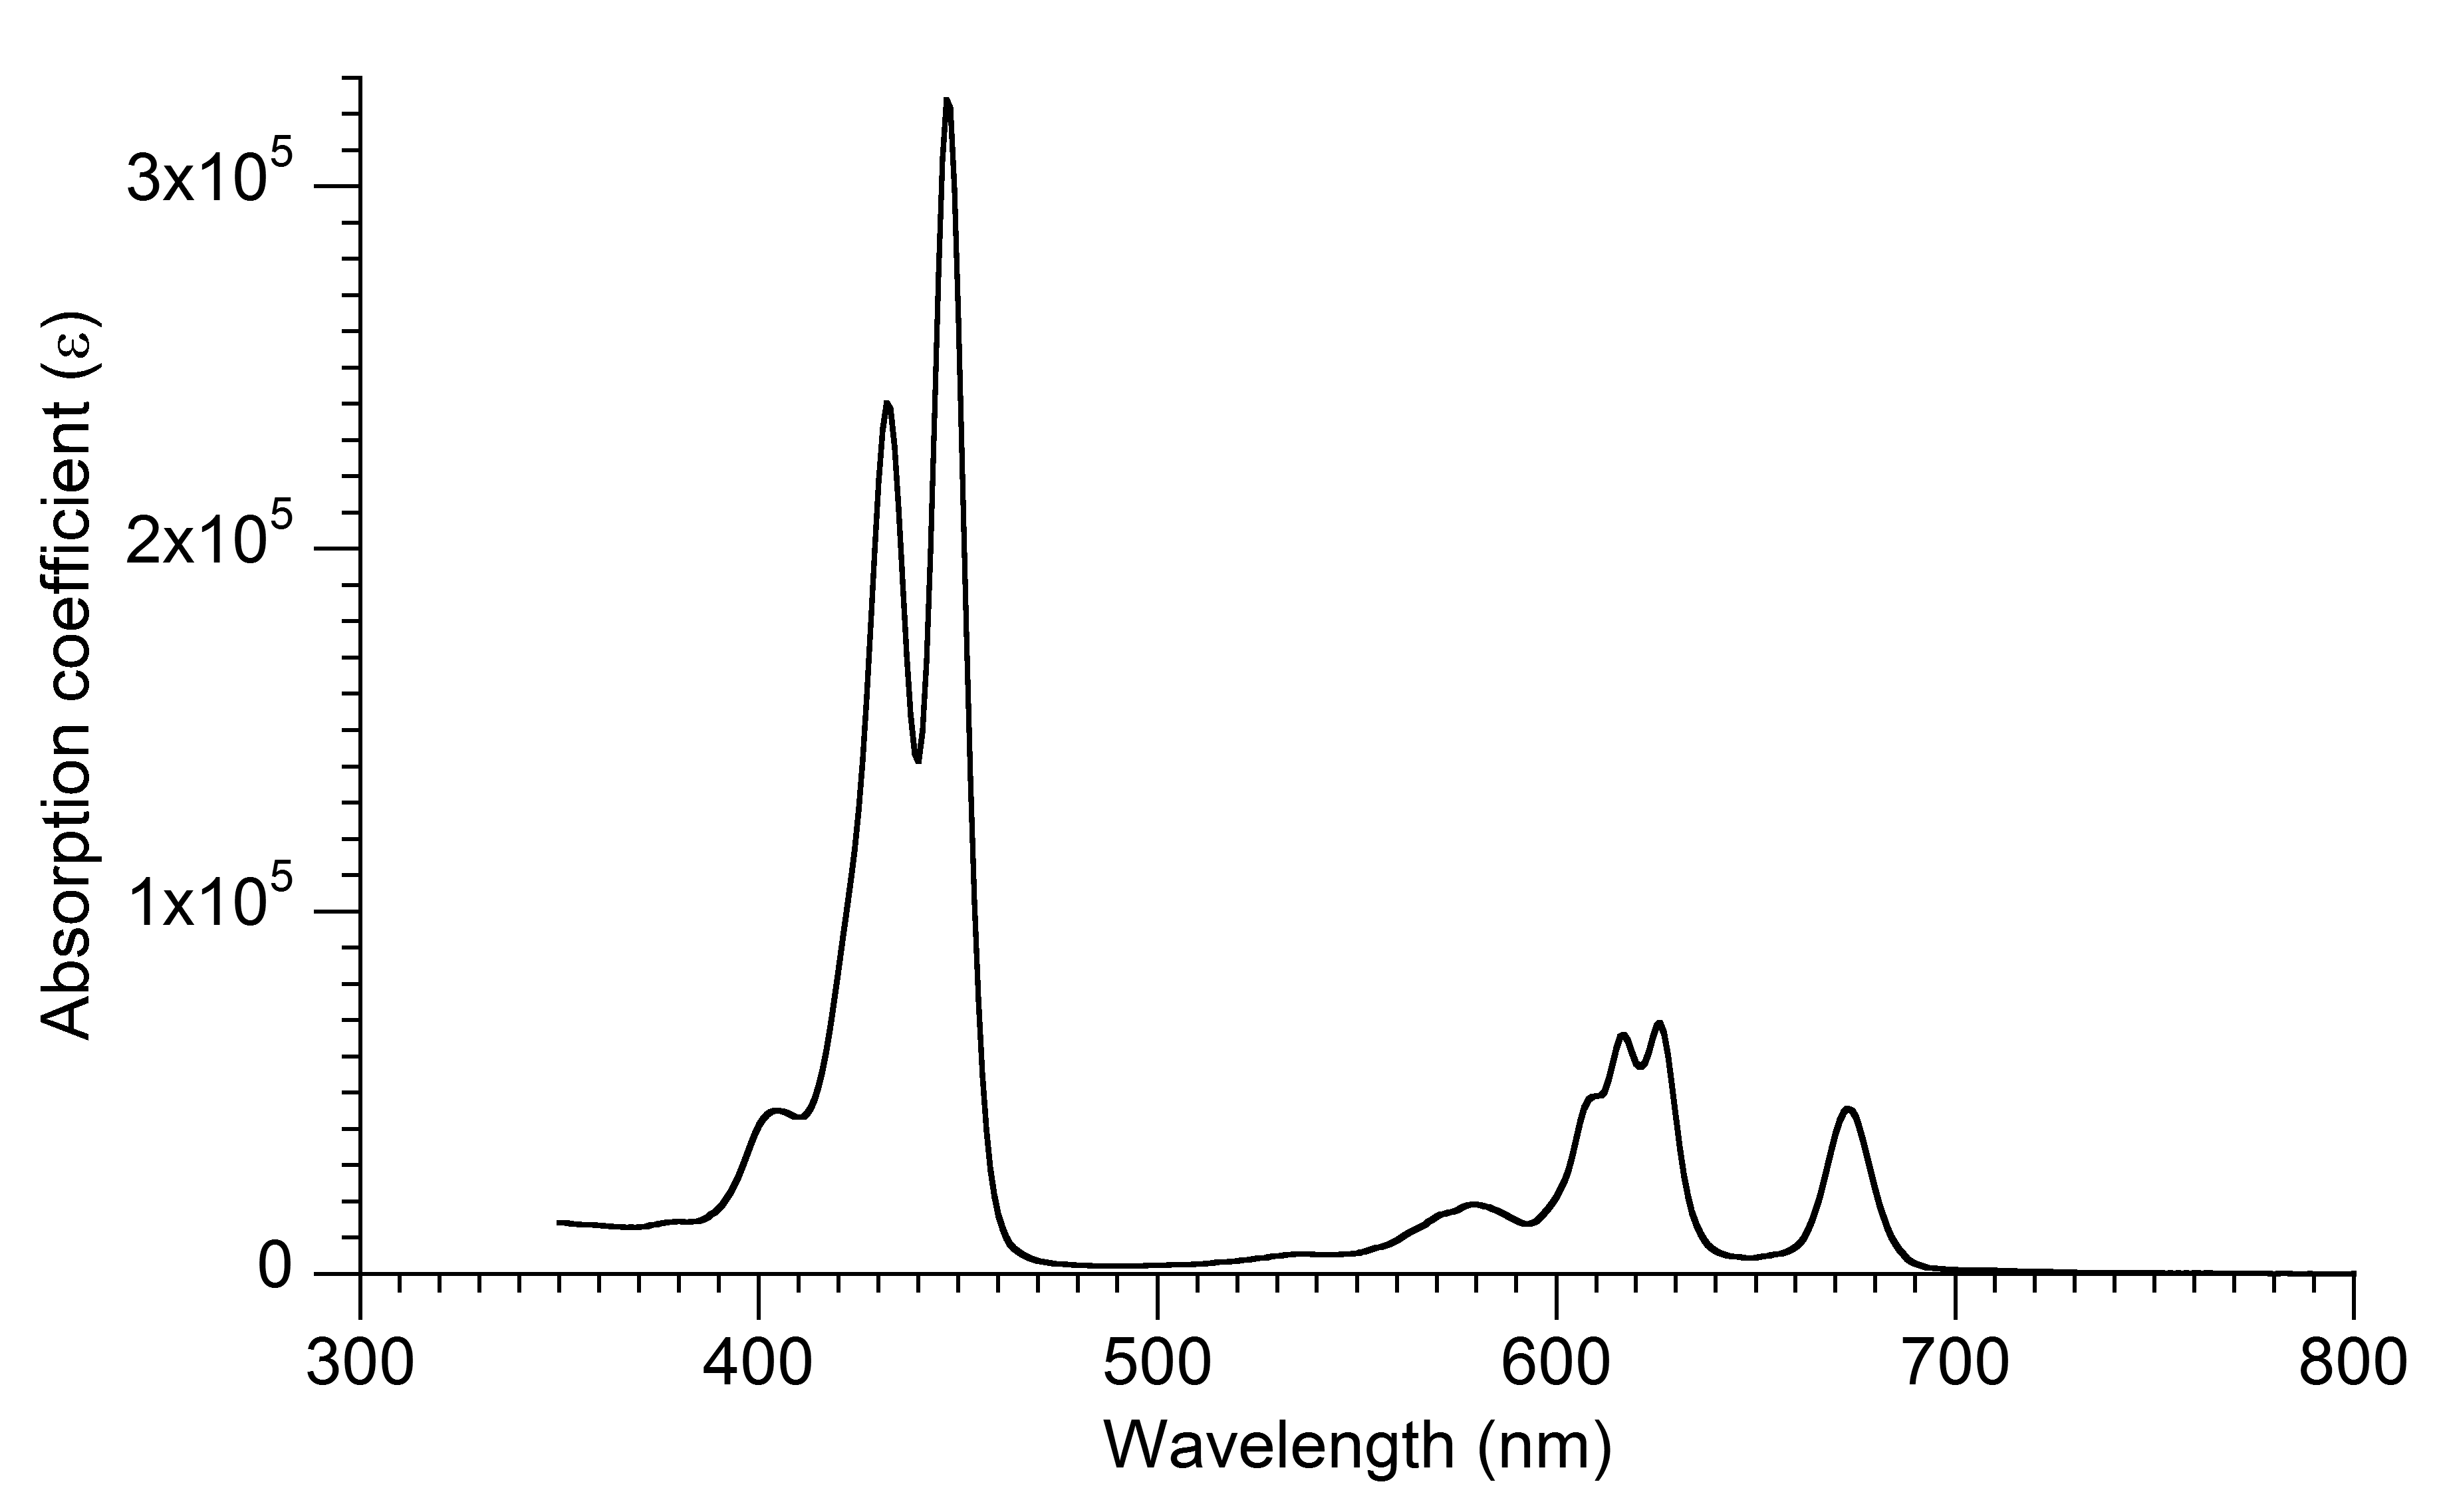 Absorption coefficient (ε)
3x10⁵
2x10⁵
1x10⁵
0
300 400 500 600 700 800
Wavelength (nm)